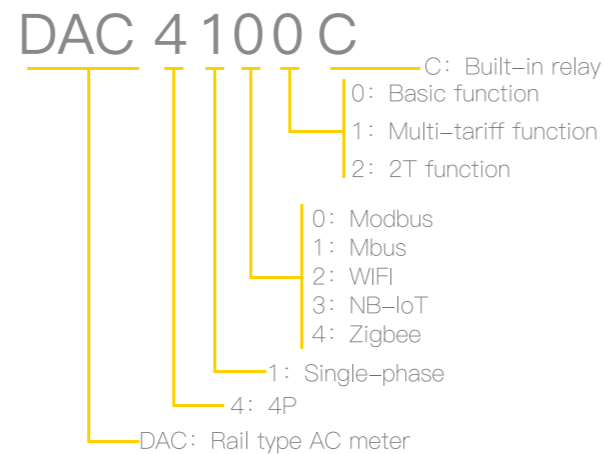 DAC 4 1 0 0 C
C: Built-in relay
0: Basic function
1: Multi-tariff function
2: 2T function
0: Modbus
1: Mbus
2: WIFI
3: NB-IoT
4: Zigbee
1: Single-phase
4: 4P
DAC: Rail type AC meter